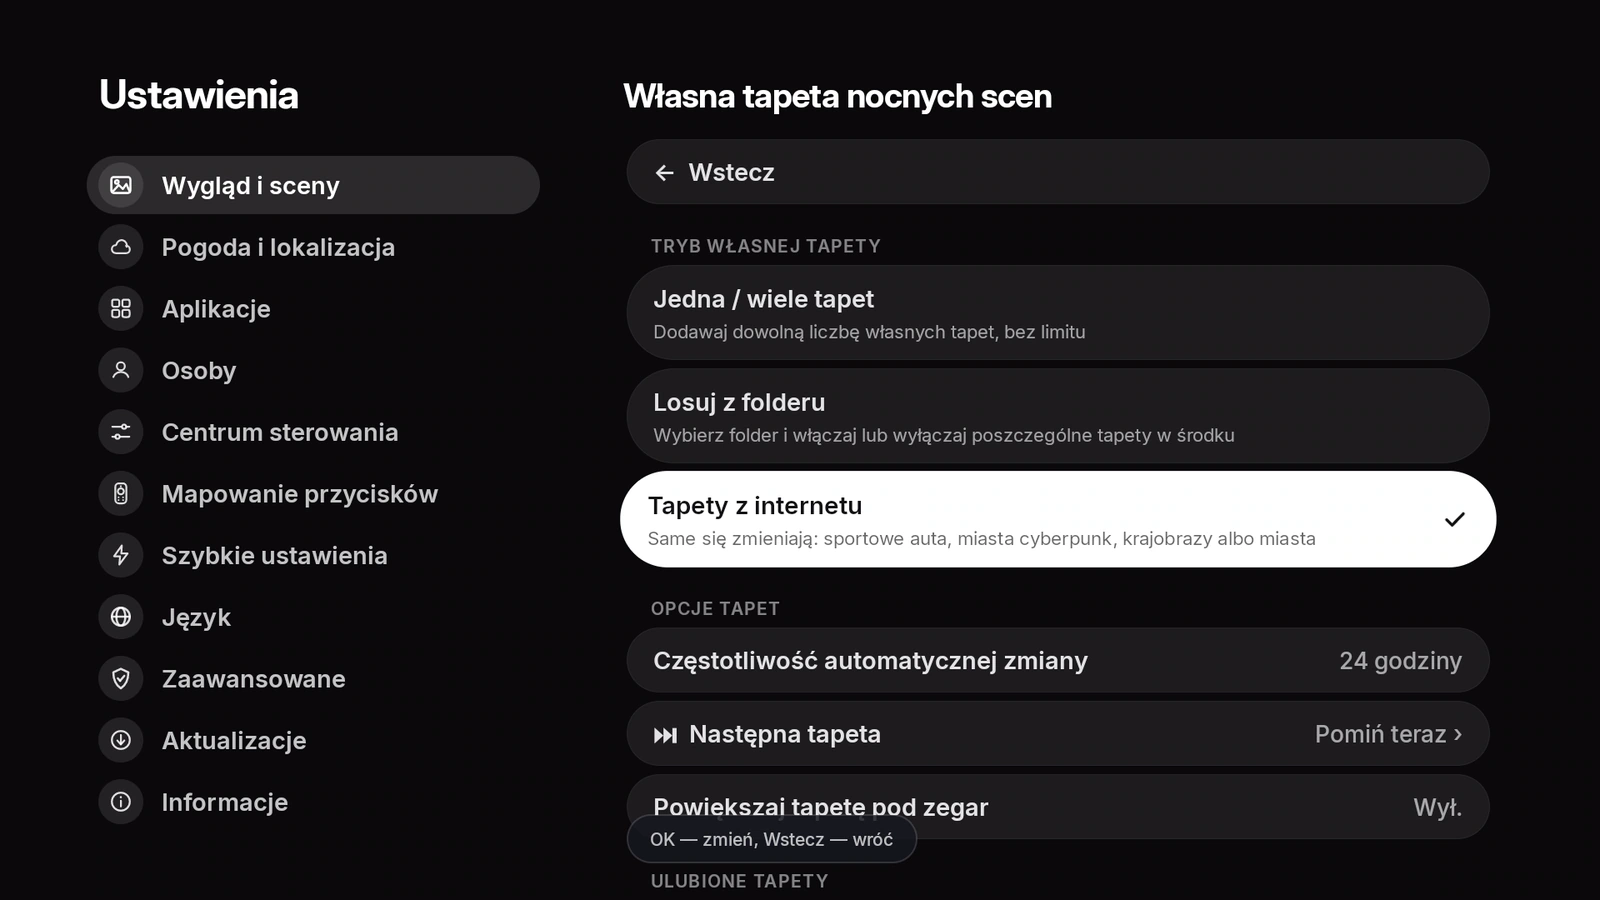 Ustawienia
Wygląd i sceny
Pogoda i lokalizacja
Aplikacje
Osoby
Centrum sterowania
Mapowanie przycisków
Szybkie ustawienia
Język
Zaawansowane
Aktualizacje
Informacje
Własna tapeta nocnych scen
← Wstecz
TRYB WŁASNEJ TAPETY
Jedna / wiele tapet
Dodawaj dowolną liczbę własnych tapet, bez limitu
Losuj z folderu
Wybierz folder i włączaj lub wyłączaj poszczególne tapety w środku
Tapety z internetu
Same się zmieniają: sportowe auta, miasta cyberpunk, krajobrazy albo miasta
OPCJE TAPET
Częstotliwość automatycznej zmiany 24 godziny
Następna tapeta Pomiń teraz ›
Powiększaj tapetę pod zegar Wył.
OK — zmień, Wstecz — wróć
ULUBIONE TAPETY